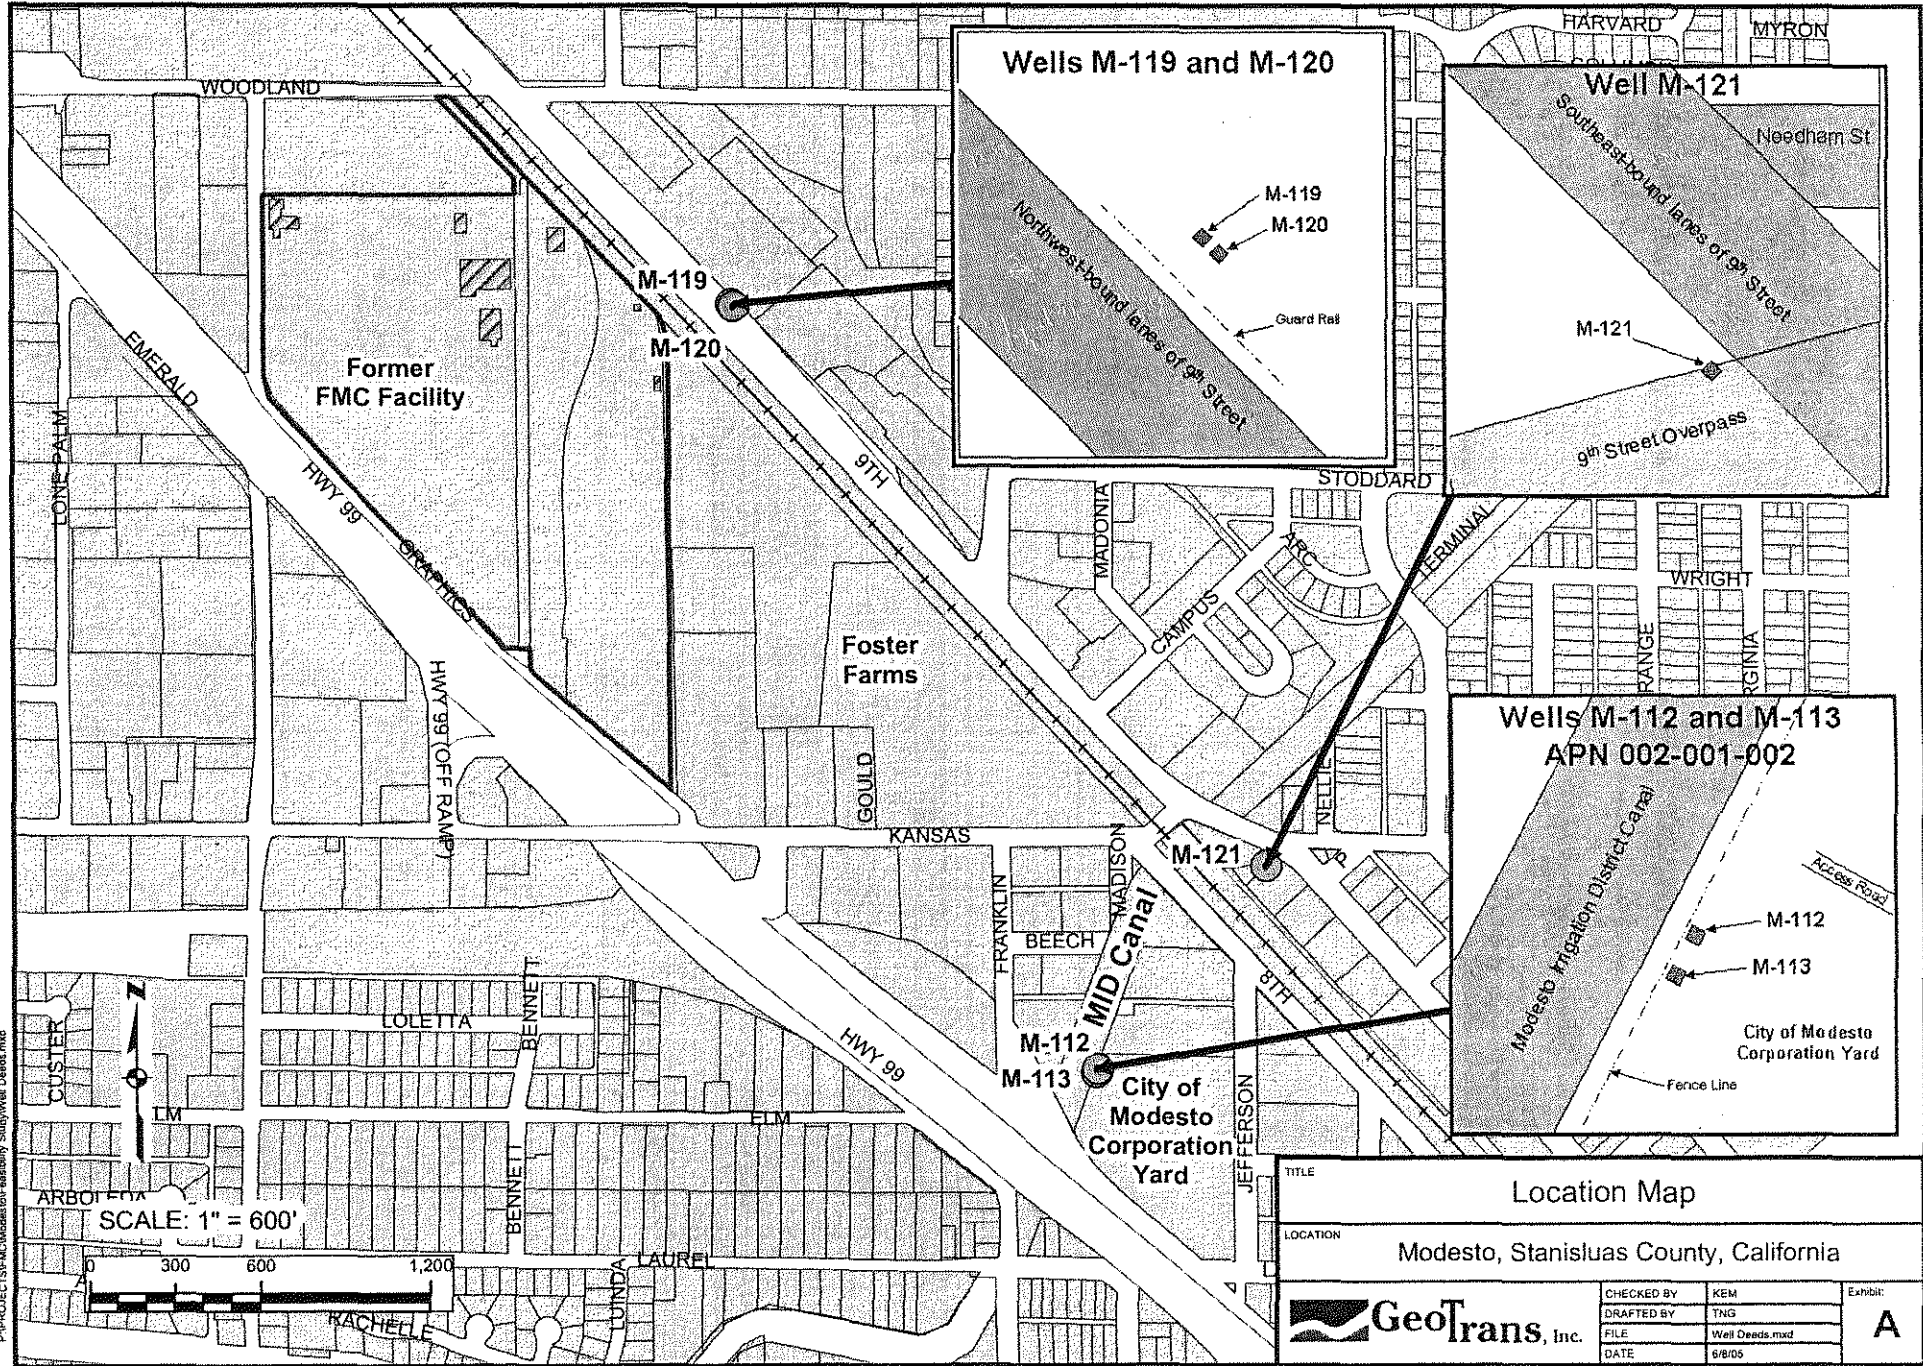 HARVARD
MYRON
WOODLAND
Wells M-119 and M-120
M-119
M-120
Guard Rail
Northwest-bound lanes of 9th Street
Well M-121
Needham St
Southeast-bound lanes of 9th Street
M-121
9th Street Overpass
M-119
M-120
Former
FMC Facility
EMERALD
LONE PALM
HWY 99
GRAPHICS
9TH
STODDARD
MADONIA
ARC
TERMINAL
CAMPUS
WRIGHT
RANGE
RGINIA
Foster
Farms
HWY 99 (OFF RAMP)
GOULD
NELLIE
KANSAS
Wells M-112 and M-113
APN 002-001-002
Modesto Irrigation District Canal
Access Road
M-112
M-113
City of Modesto
Corporation Yard
Fence Line
M-121
MADISON
FRANKLIN
BEECH
MID Canal
8TH
BENNETT
LOLETTA
CUSTER
HWY 99
M-112
M-113
City of
Modesto
Corporation
Yard
JEFFERSON
LM
ELM
BENNETT
ARBOLEDA
SCALE: 1" = 600'
0 300 600 1,200
LAUREL
LUINDA
RACHELLE
TITLE
Location Map
LOCATION
Modesto, Stanisluas County, California
GeoTrans, Inc.
CHECKED BY KEM
DRAFTED BY TNG
FILE Well Deeds.mxd
DATE 6/8/05
Exhibit:
A